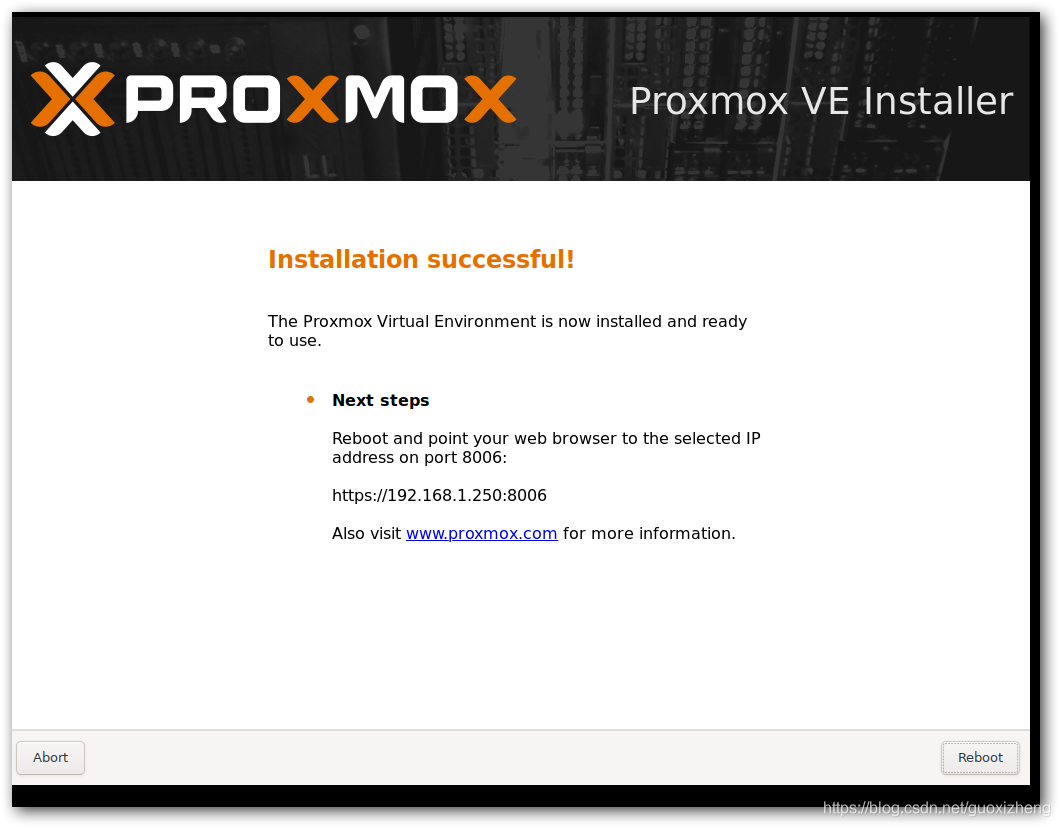 PROXMOX
Proxmox VE Installer
Installation successful!
The Proxmox Virtual Environment is now installed and ready
to use.
Next steps
Reboot and point your web browser to the selected IP
address on port 8006:
https://192.168.1.250:8006
Also visit www.proxmox.com for more information.
Abort
Reboot
https://blog.csdn.net/guoxizheng